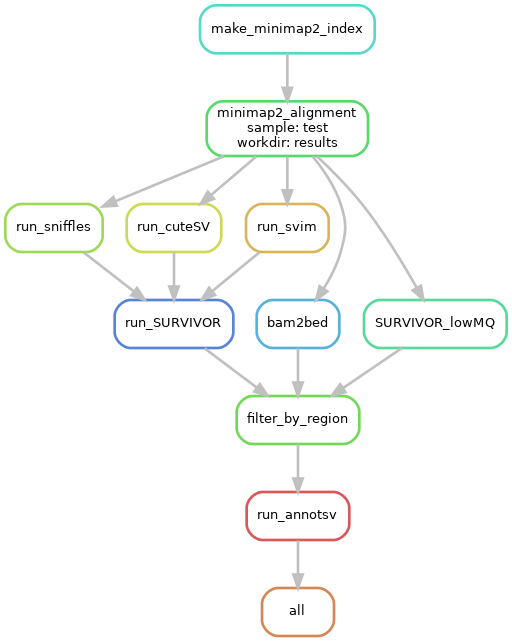 make_minimap2_index
minimap2_alignment
sample: test
workdir: results
run_sniffles
run_cuteSV
run_svim
run_SURVIVOR
bam2bed
SURVIVOR_lowMQ
filter_by_region
run_annotsv
all